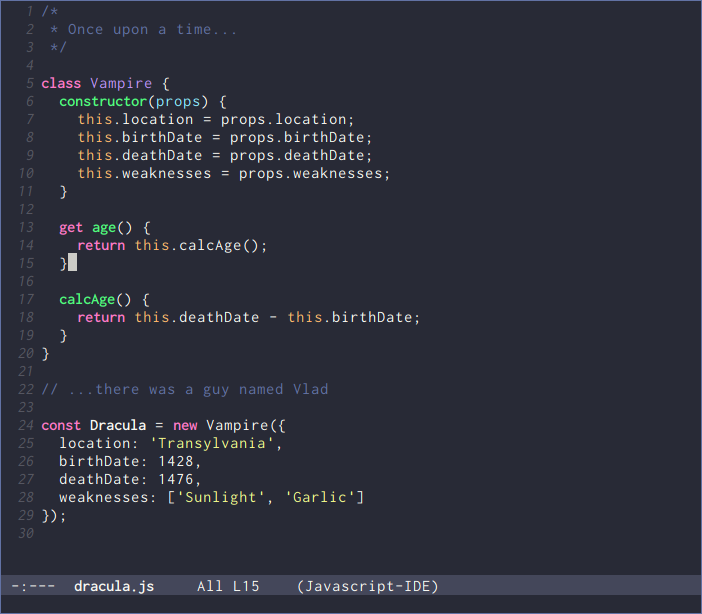 1 /*
2  * Once upon a time...
3  */
4
5 class Vampire {
6   constructor(props) {
7     this.location = props.location;
8     this.birthDate = props.birthDate;
9     this.deathDate = props.deathDate;
10     this.weaknesses = props.weaknesses;
11   }
12
13   get age() {
14     return this.calcAge();
15   }
16
17   calcAge() {
18     return this.deathDate - this.birthDate;
19   }
20 }
21
22 // ...there was a guy named Vlad
23
24 const Dracula = new Vampire({
25   location: 'Transylvania',
26   birthDate: 1428,
27   deathDate: 1476,
28   weaknesses: ['Sunlight', 'Garlic']
29 });
30
-:---  dracula.js     All L15    (Javascript-IDE)